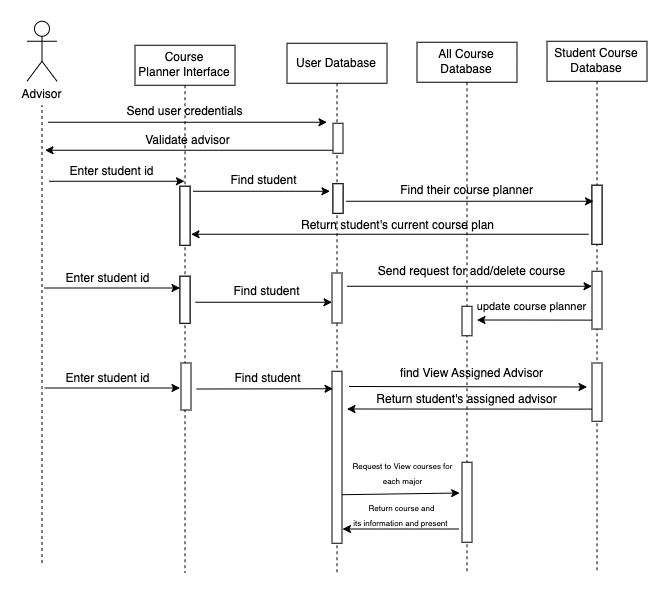 Course
Planner Interface
User Database
All Course
Database
Student Course
Database
Advisor
Send user credentials
Validate advisor
Enter student id
Find student
Find their course planner
Return student's current course plan
Enter student id
Find student
Send request for add/delete course
update course planner
Enter student id
Find student
find View Assigned Advisor
Return student's assigned advisor
Request to View courses for
each major
Return course and
its information and present